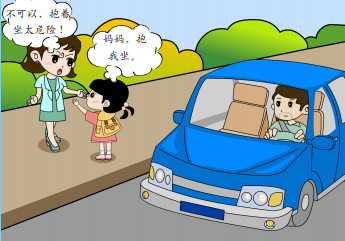 不可以，抱着
坐太危险！
妈妈，抱
我坐。